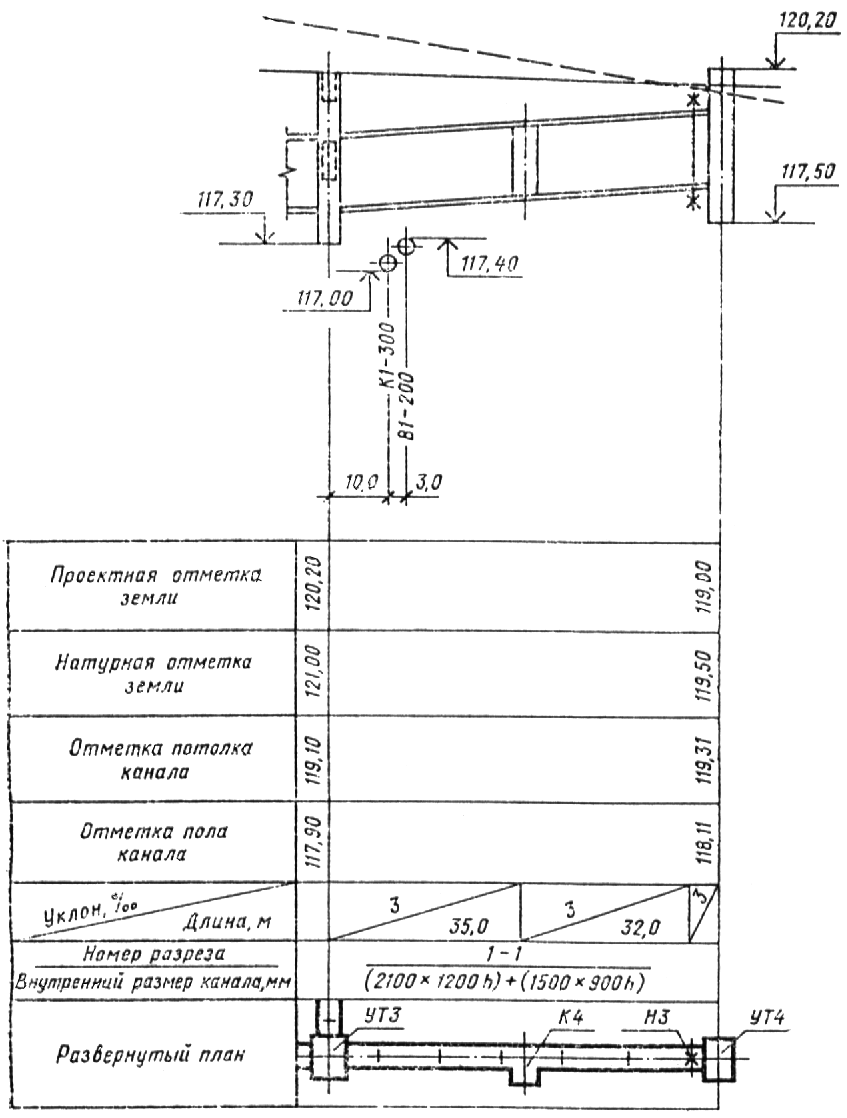 120,20
117,50
117,30
117,40
117,00
К1-300
В1-200
10,0
3,0
Проектная отметка
земли
120,20
119,00
Натурная отметка
земли
121,00
119,50
Отметка потолка
канала
119,10
119,31
Отметка пола
канала
117,90
118,11
Уклон, ‰
Длина, м
3
35,0
3
32,0
3
Номер разреза
Внутренний размер канала, мм
1-1
(2100 × 1200 h) + (1500 × 900 h)
Развернутый план
УТ3
К4
Н3
УТ4